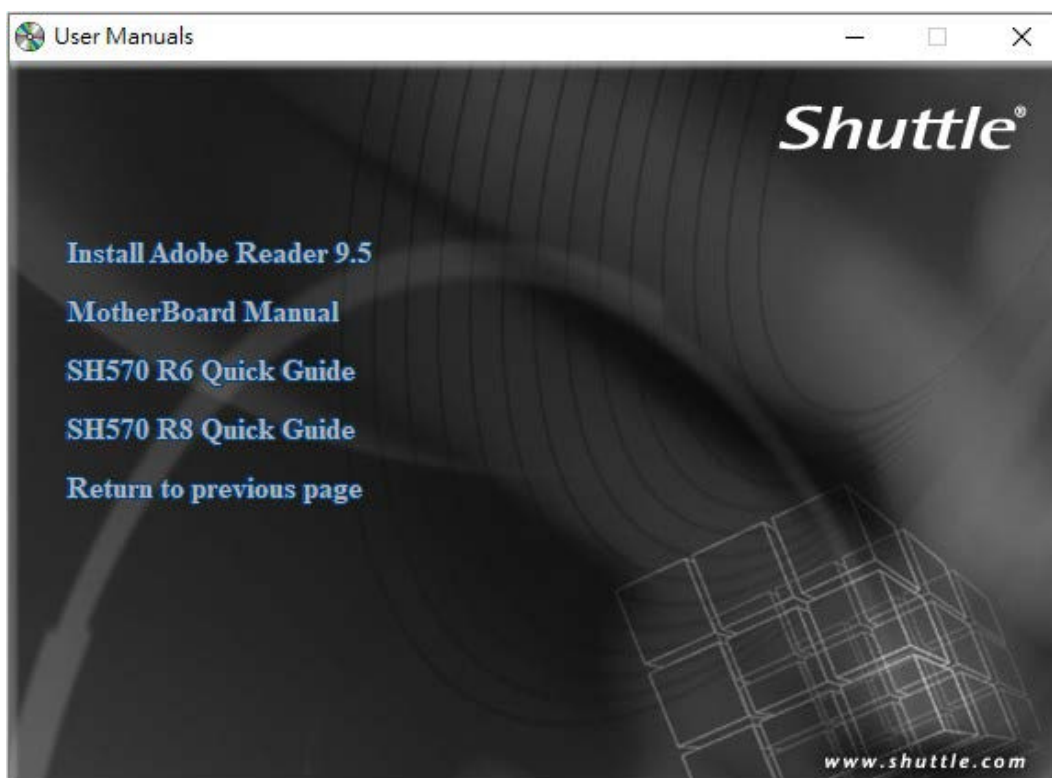 User Manuals
Shuttle®
Install Adobe Reader 9.5
MotherBoard Manual
SH570 R6 Quick Guide
SH570 R8 Quick Guide
Return to previous page
www.shuttle.com